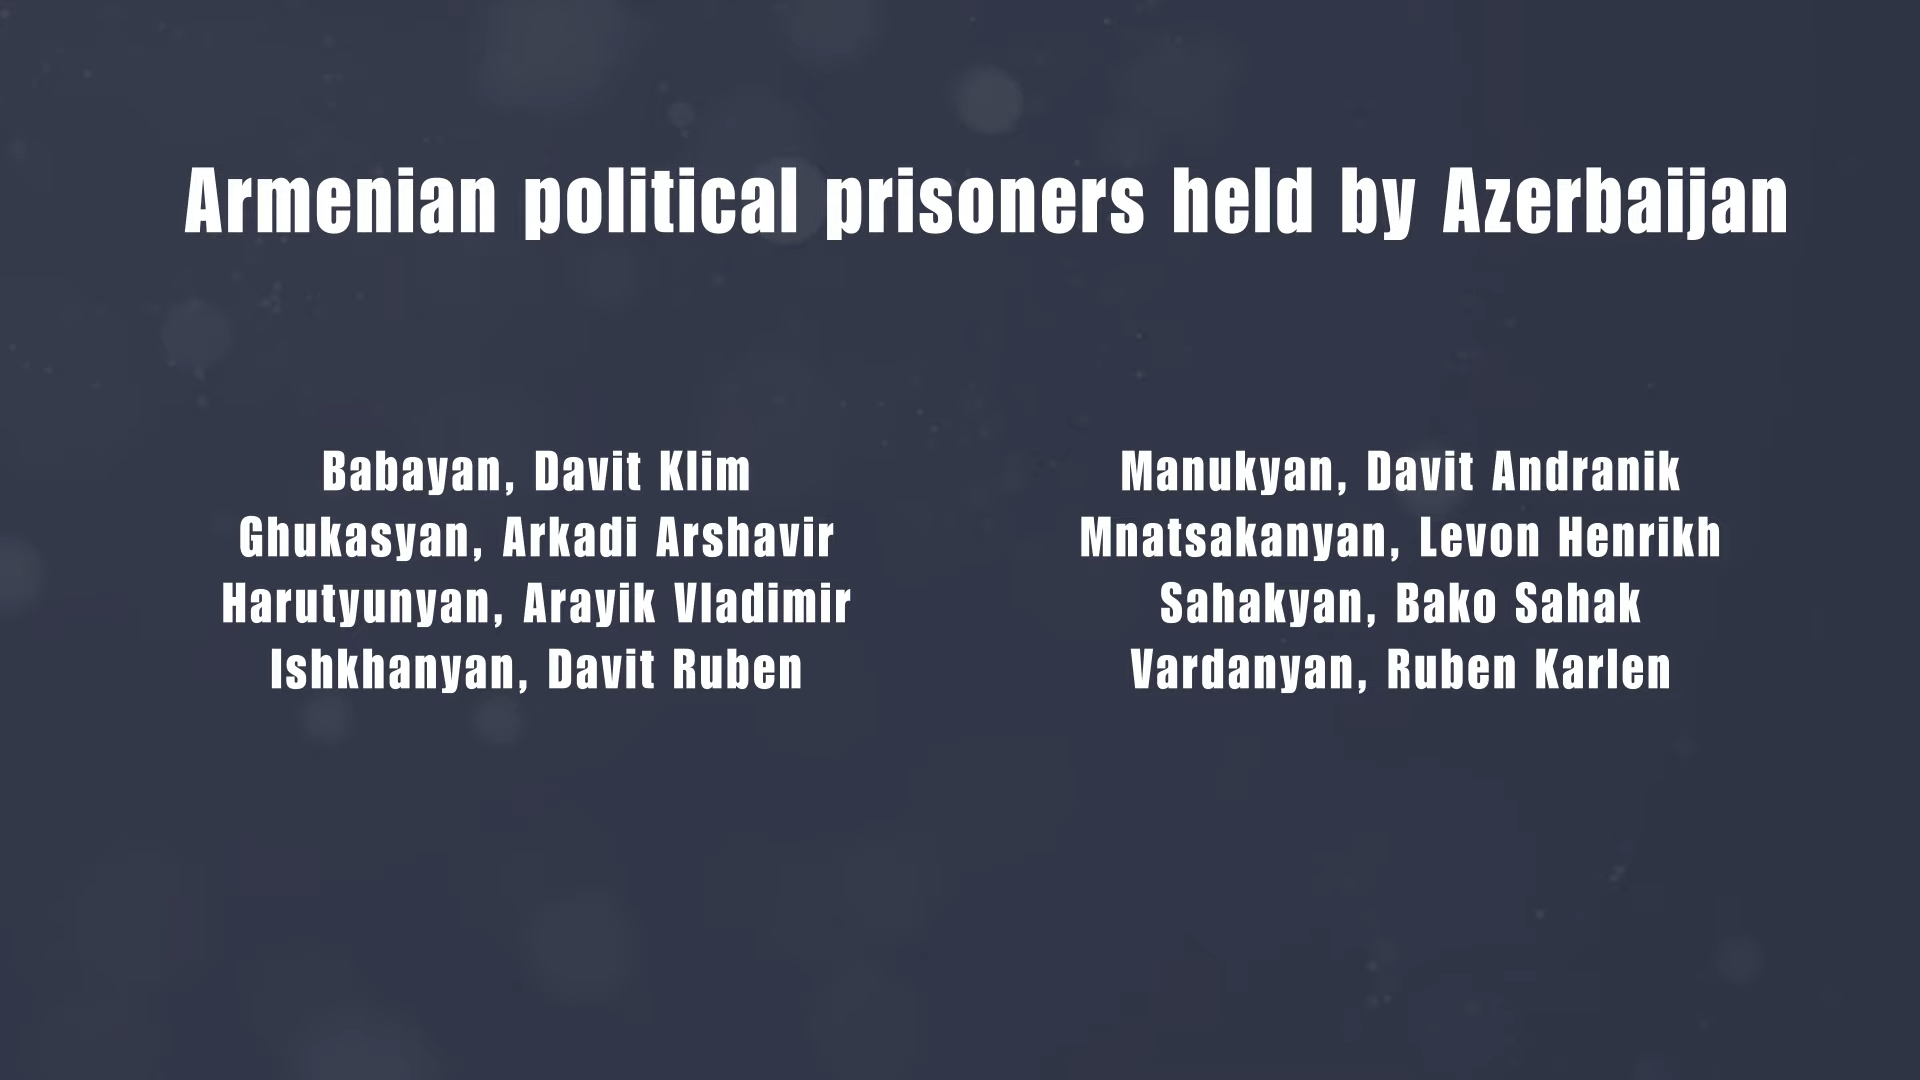 Armenian political prisoners held by Azerbaijan
Babayan, Davit Klim
Ghukasyan, Arkadi Arshavir
Harutyunyan, Arayik Vladimir
Ishkhanyan, Davit Ruben
Manukyan, Davit Andranik
Mnatsakanyan, Levon Henrikh
Sahakyan, Bako Sahak
Vardanyan, Ruben Karlen